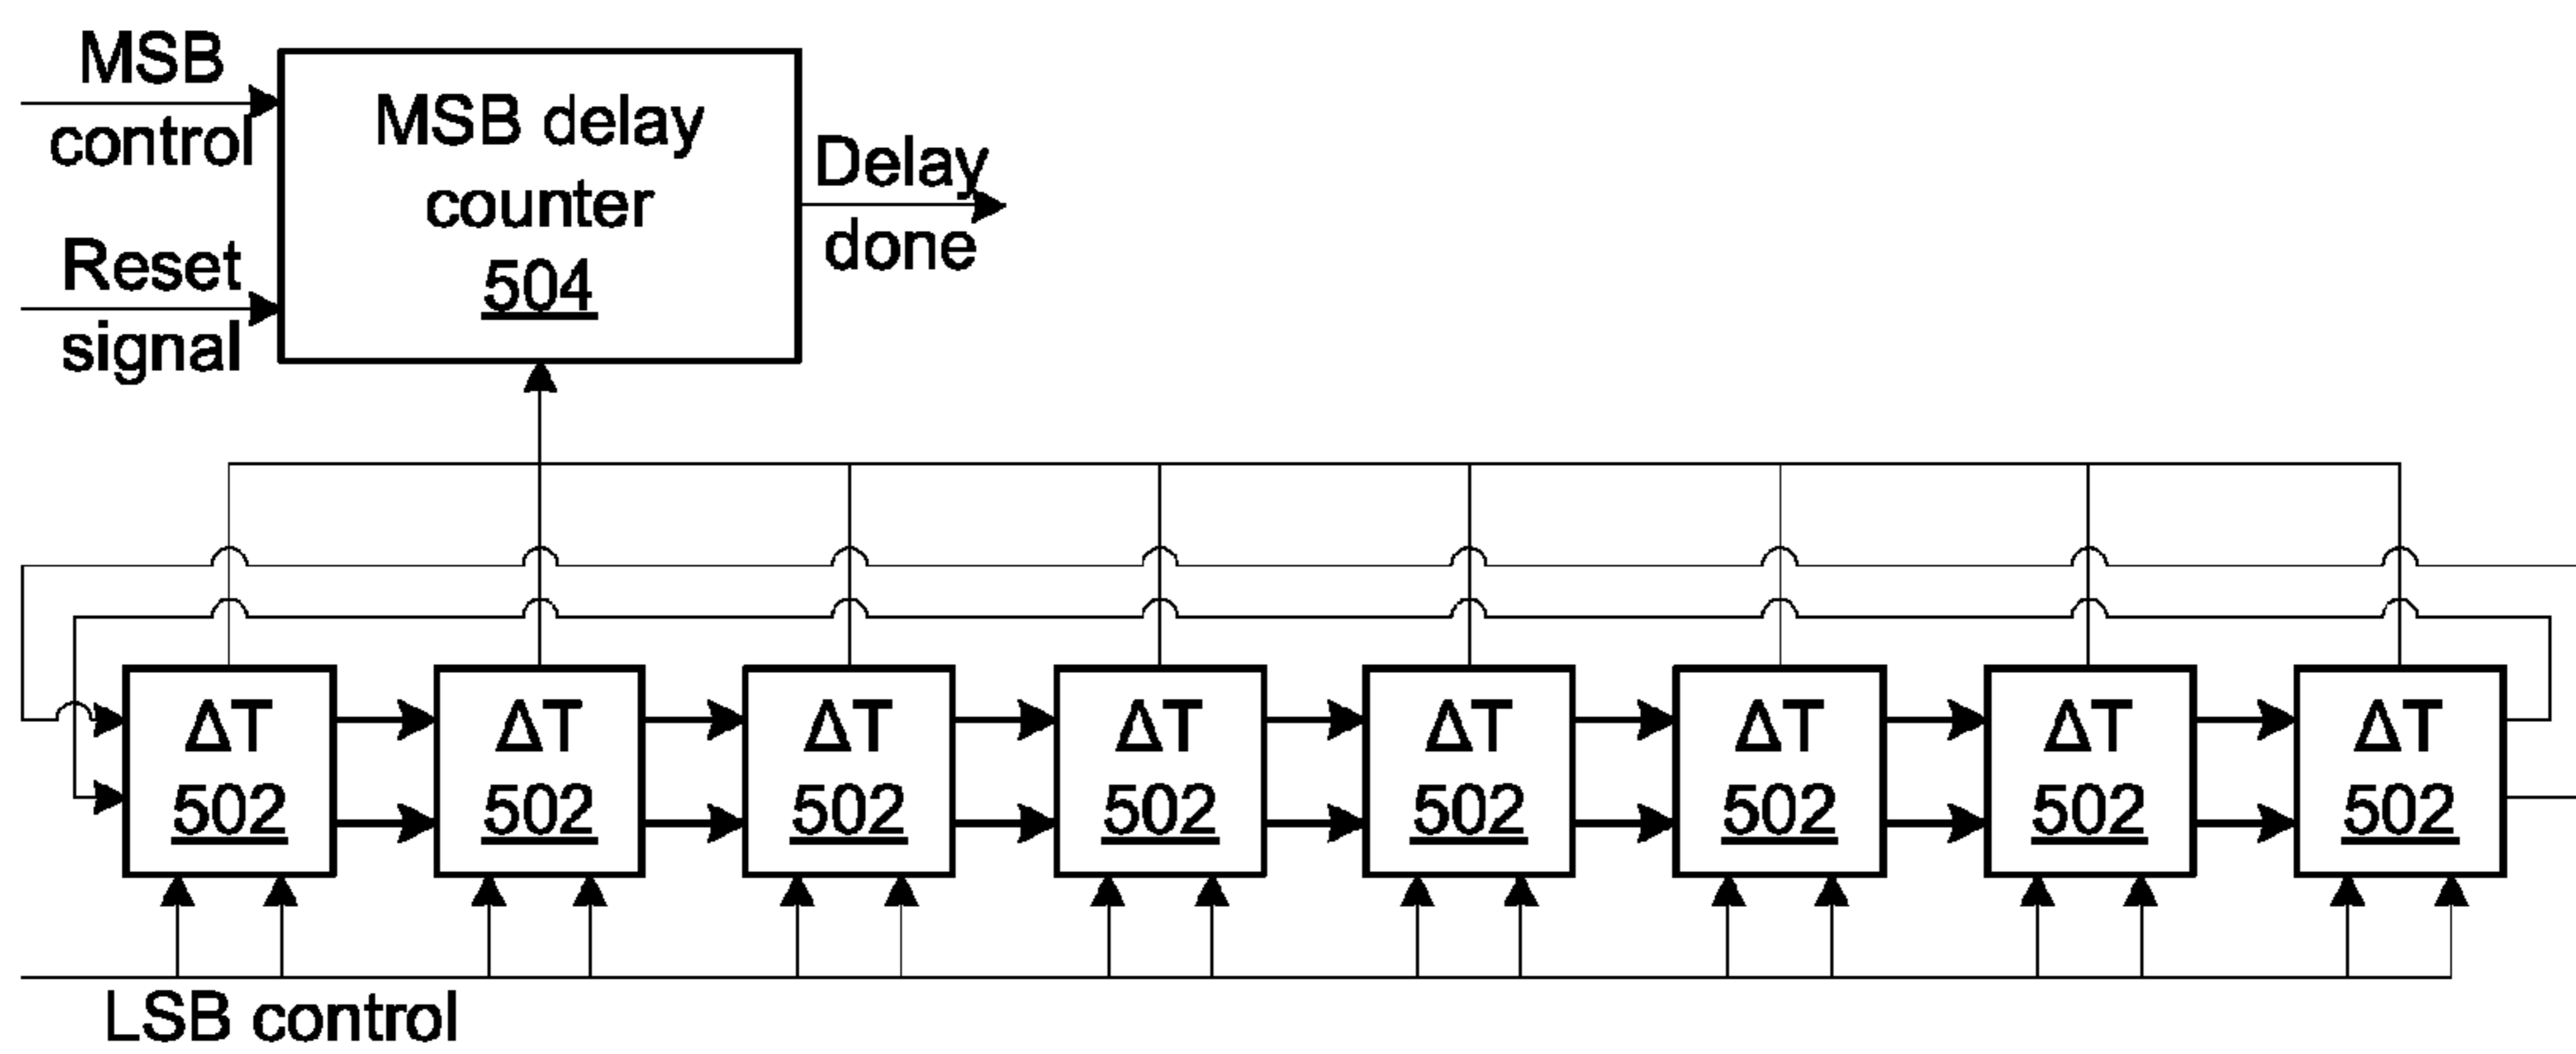 MSB
control
MSB delay
counter
504
Delay
done
Reset
signal
ΔT
502
ΔT
502
ΔT
502
ΔT
502
ΔT
502
ΔT
502
ΔT
502
ΔT
502
LSB control